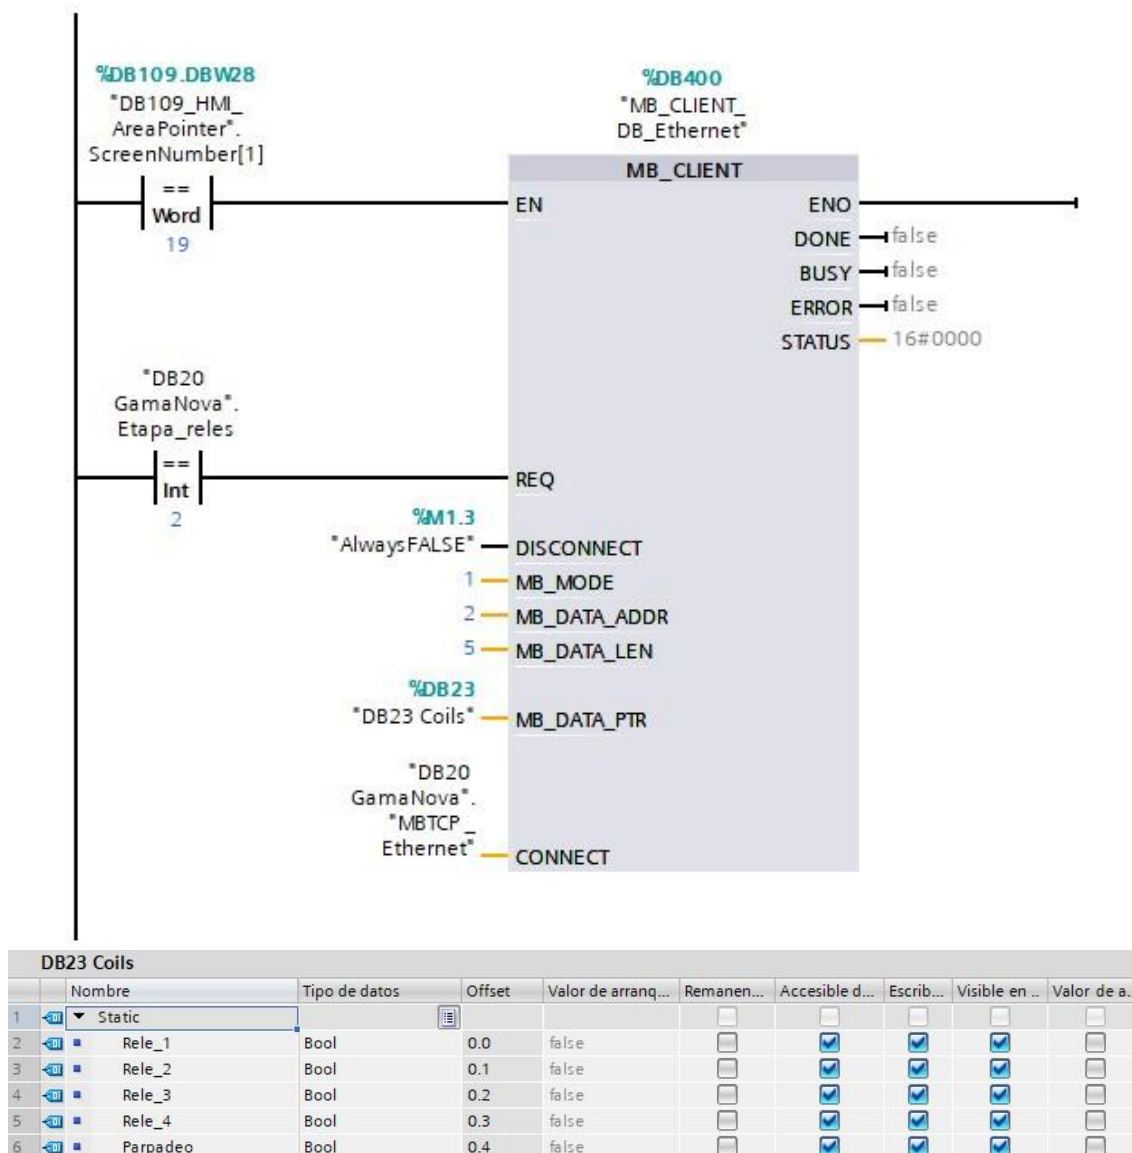 %DB109.DBW28
"DB109_HMI_
AreaPointer".
ScreenNumber[1]
==
Word
19
%DB400
"MB_CLIENT_
DB_Ethernet"
MB_CLIENT
EN
ENO
DONE
false
BUSY
false
ERROR
false
STATUS
16#0000
"DB20
GamaNova".
Etapa_reles
==
Int
2
REQ
%M1.3
"AlwaysFALSE"
DISCONNECT
1
MB_MODE
2
MB_DATA_ADDR
5
MB_DATA_LEN
%DB23
"DB23 Coils"
MB_DATA_PTR
"DB20
GamaNova".
"MBTCP_
Ethernet"
CONNECT
DB23 Coils
Nombre Tipo de datos Offset Valor de arranq... Remanen... Accesible d... Escrib... Visible en .. Valor de a..
1 Static
2 Rele_1 Bool 0.0 false
3 Rele_2 Bool 0.1 false
4 Rele_3 Bool 0.2 false
5 Rele_4 Bool 0.3 false
6 Parpadeo Bool 0.4 false